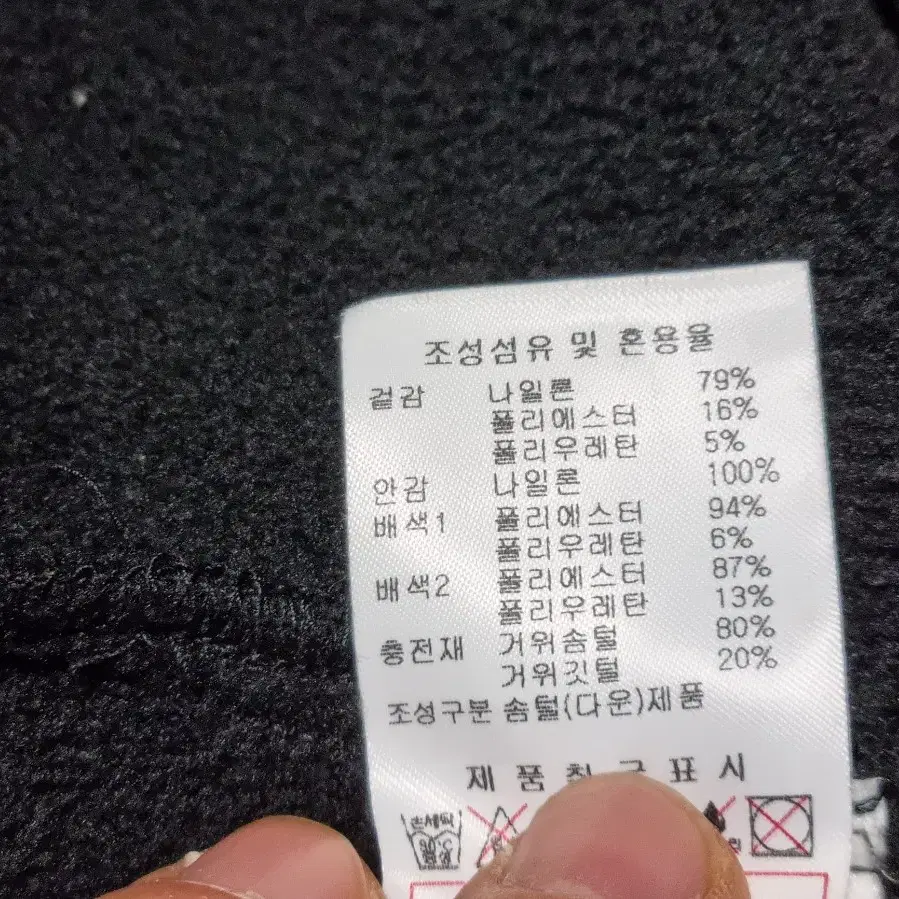 조성섬유 및 혼용율
겉감 나일론 79%
폴리에스터 16%
폴리우레탄 5%
안감 나일론 100%
배색1 폴리에스터 94%
폴리우레탄 6%
배색2 폴리에스터 87%
폴리우레탄 13%
충전재 거위솜털 80%
거위깃털 20%
조성구분 솜털(다운)제품
제품 표시
손세탁